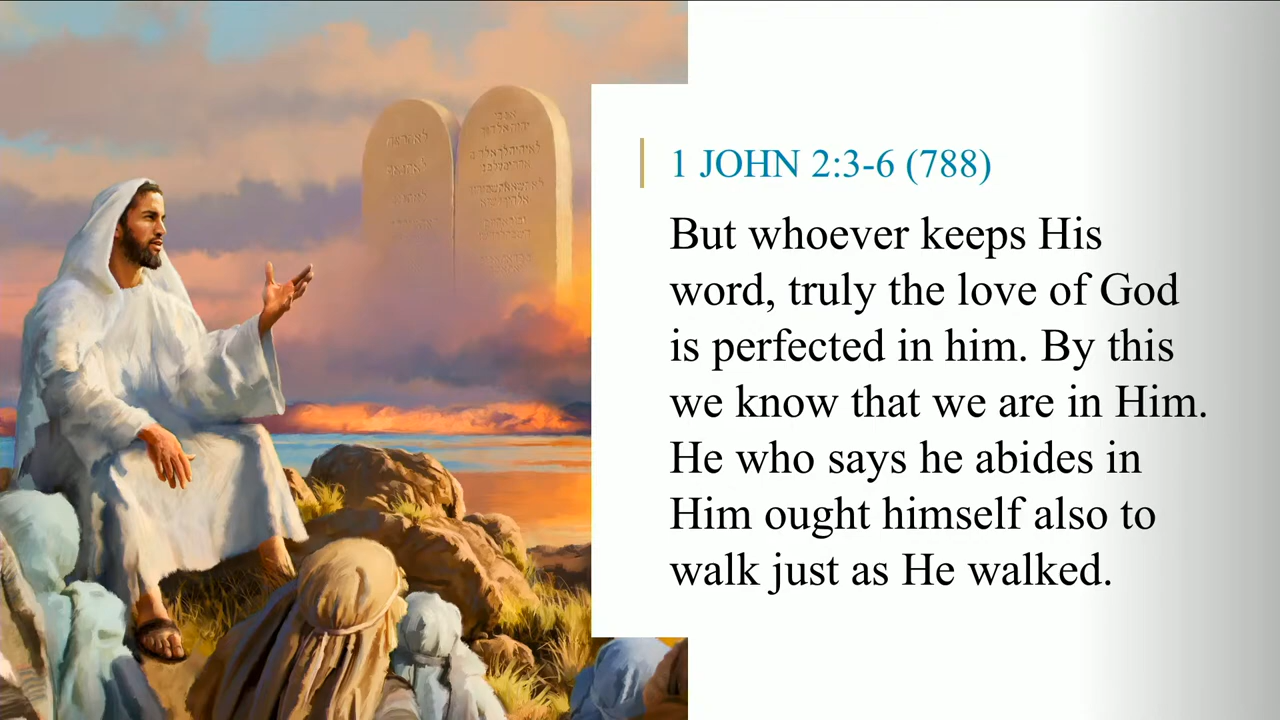 1 JOHN 2:3-6 (788)
But whoever keeps His
word, truly the love of God
is perfected in him. By this
we know that we are in Him.
He who says he abides in
Him ought himself also to
walk just as He walked.